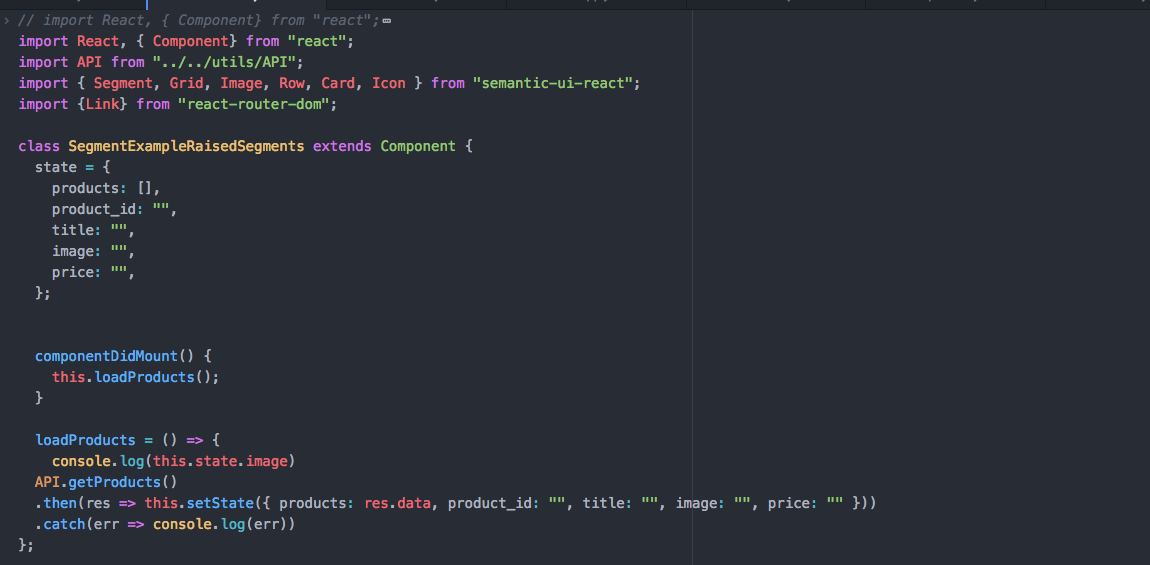 // import React, { Component} from "react";
import React, { Component} from "react";
import API from "../../utils/API";
import { Segment, Grid, Image, Row, Card, Icon } from "semantic-ui-react";
import {Link} from "react-router-dom";
class SegmentExampleRaisedSegments extends Component {
state = {
products: [],
product_id: "",
title: "",
image: "",
price: "",
};
componentDidMount() {
this.loadProducts();
}
loadProducts = () => {
console.log(this.state.image)
API.getProducts()
.then(res => this.setState({ products: res.data, product_id: "", title: "", image: "", price: "" }))
.catch(err => console.log(err))
};